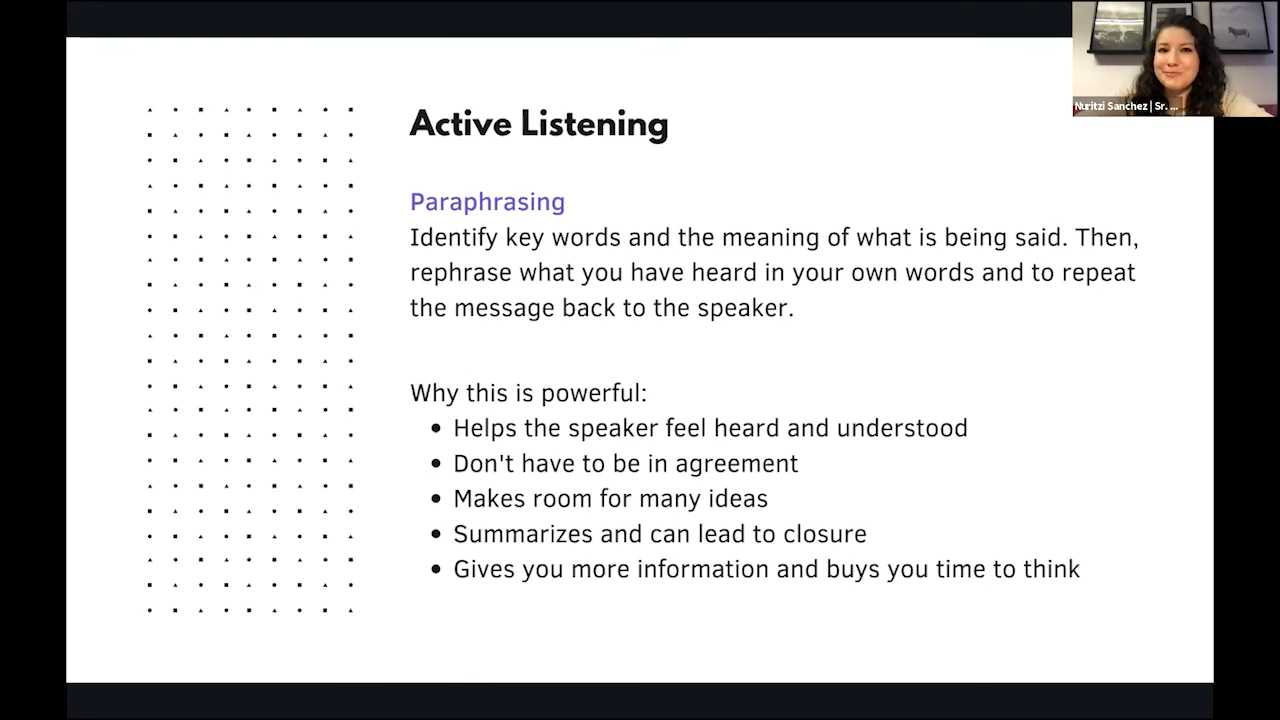 Active Listening
Paraphrasing
Identify key words and the meaning of what is being said. Then,
rephrase what you have heard in your own words and to repeat
the message back to the speaker.
Why this is powerful:
• Helps the speaker feel heard and understood
• Don't have to be in agreement
• Makes room for many ideas
• Summarizes and can lead to closure
• Gives you more information and buys you time to think
Nuritzi Sanchez | Sr. ...